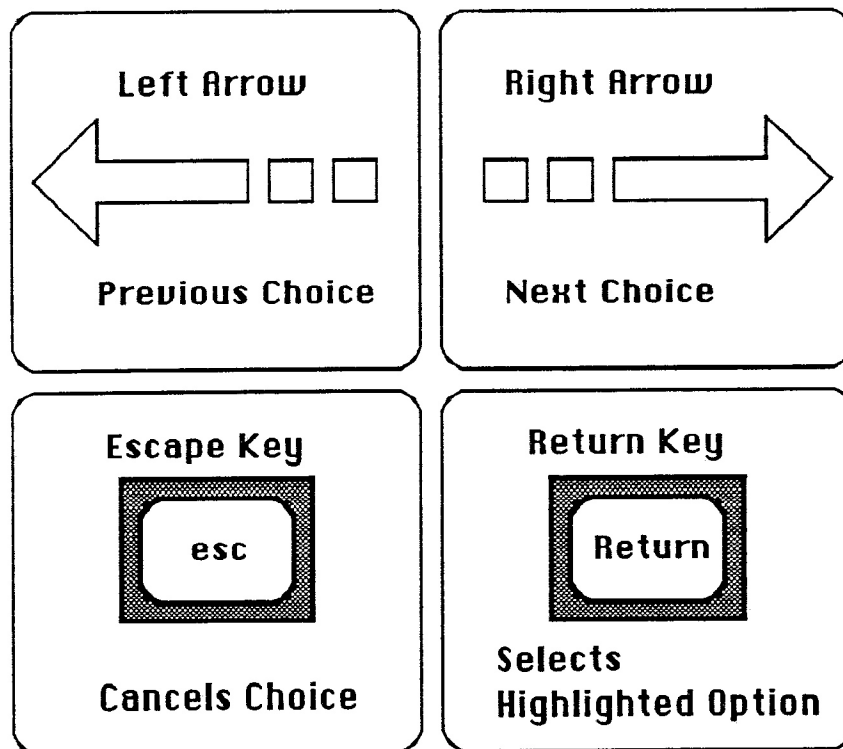 Left Arrow
Previous Choice
Right Arrow
Next Choice
Escape Key
esc
Cancels Choice
Return Key
Return
Selects
Highlighted Option